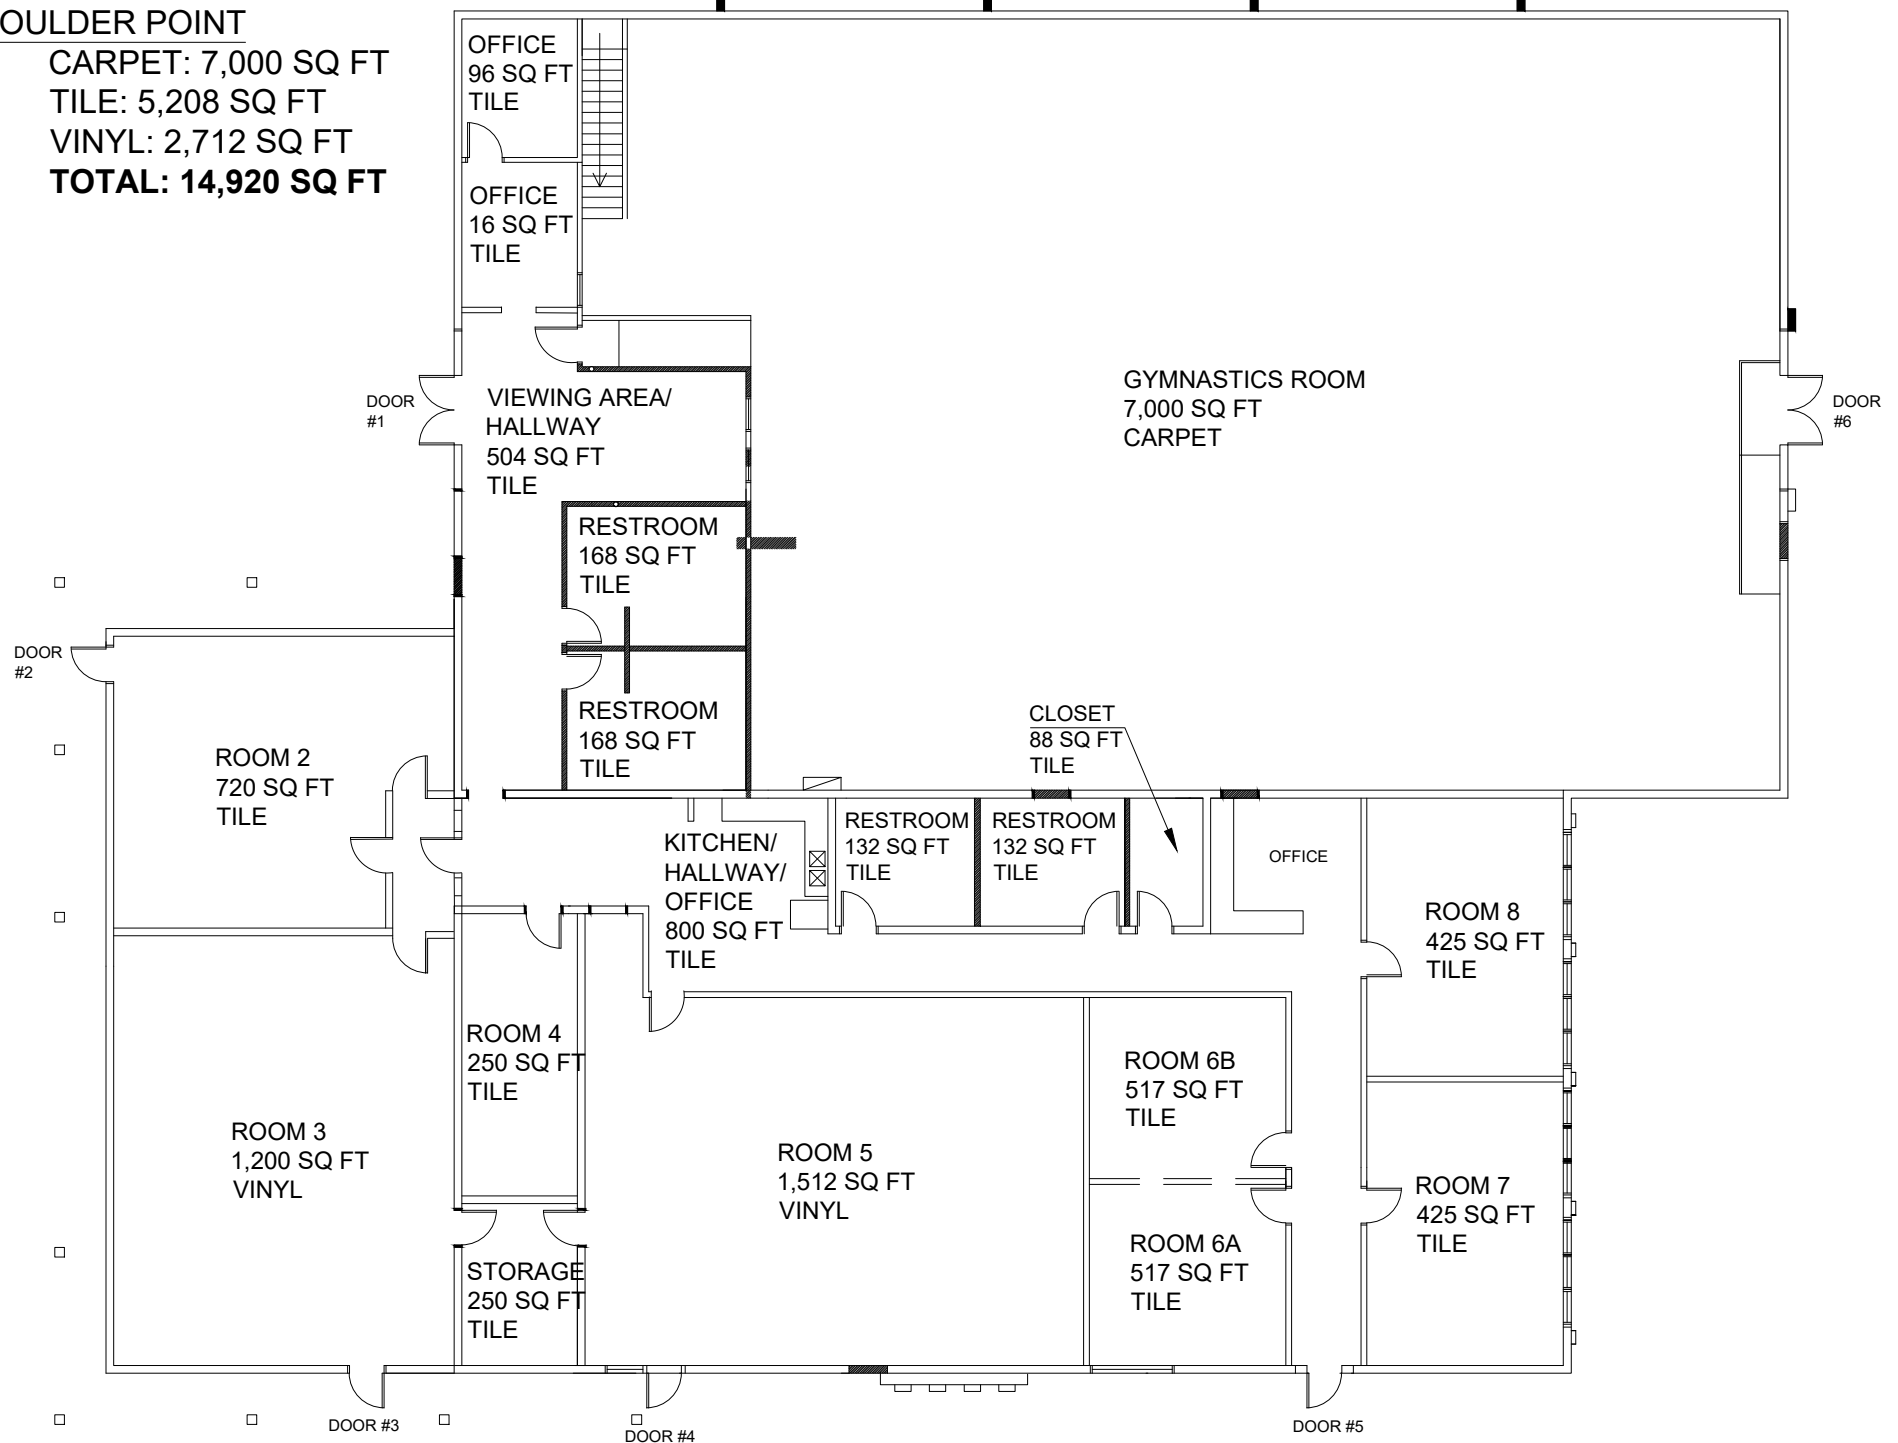 OULDER POINT
CARPET: 7,000 SQ FT
TILE: 5,208 SQ FT
VINYL: 2,712 SQ FT
TOTAL: 14,920 SQ FT
OFFICE
96 SQ FT
TILE
OFFICE
16 SQ FT
TILE
DOOR
#1
VIEWING AREA/
HALLWAY
504 SQ FT
TILE
GYMNASTICS ROOM
7,000 SQ FT
CARPET
DOOR
#6
RESTROOM
168 SQ FT
TILE
DOOR
#2
RESTROOM
168 SQ FT
TILE
CLOSET
88 SQ FT
TILE
ROOM 2
720 SQ FT
TILE
KITCHEN/
HALLWAY/
OFFICE
800 SQ FT
TILE
RESTROOM
132 SQ FT
TILE
RESTROOM
132 SQ FT
TILE
OFFICE
ROOM 8
425 SQ FT
TILE
ROOM 4
250 SQ FT
TILE
ROOM 6B
517 SQ FT
TILE
ROOM 3
1,200 SQ FT
VINYL
ROOM 5
1,512 SQ FT
VINYL
ROOM 7
425 SQ FT
TILE
STORAGE
250 SQ FT
TILE
ROOM 6A
517 SQ FT
TILE
DOOR #3
DOOR #4
DOOR #5